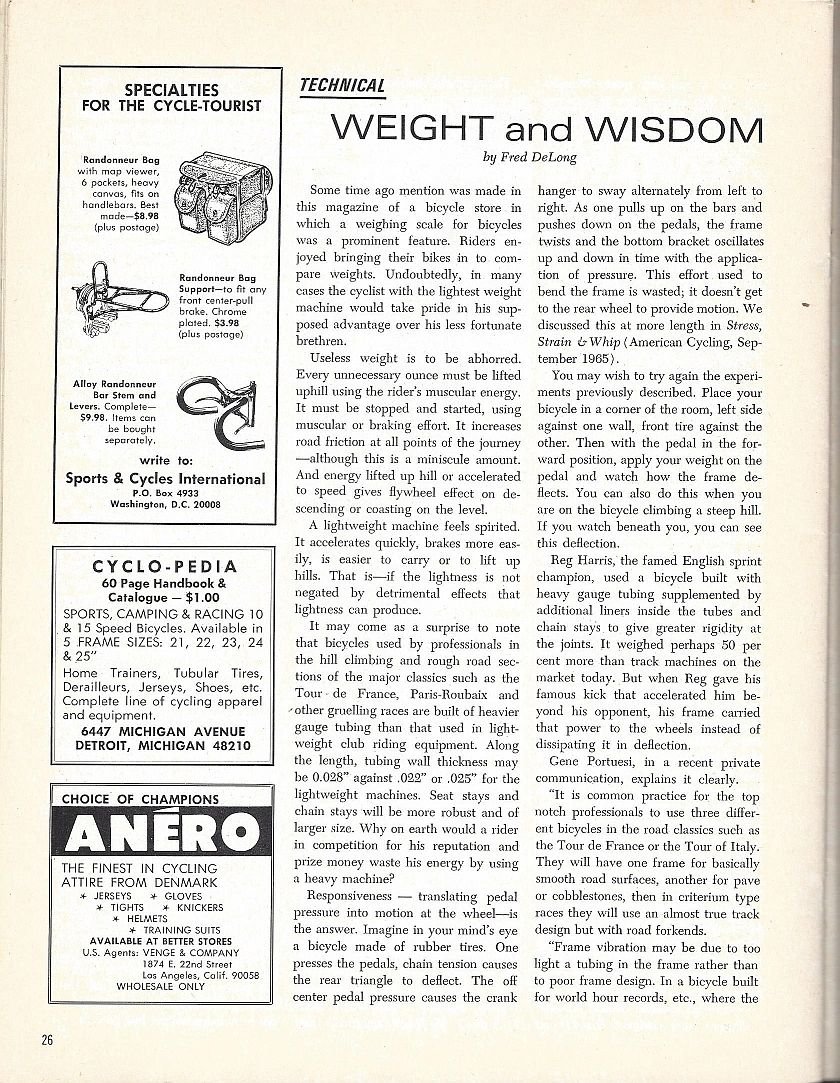 SPECIALTIES
FOR THE CYCLE-TOURIST
Randonneur Bag
with map viewer,
6 pockets, heavy
canvas, fits on
handlebars. Best
made—$8.98
(plus postage)
Randonneur Bag
Support—to fit any
front center-pull
brake. Chrome
plated. $3.98
(plus postage)
Alloy Randonneur
Bar Stem and
Levers. Complete—
$9.98. Items can
be bought
separately.
write to:
Sports & Cycles International
P.O. Box 4933
Washington, D.C. 20008
CYCLO-PEDIA
60 Page Handbook &
Catalogue — $1.00
SPORTS, CAMPING & RACING 10
& 15 Speed Bicycles. Available in
5 FRAME SIZES: 21, 22, 23, 24
& 25”
Home Trainers, Tubular Tires,
Derailleurs, Jerseys, Shoes, etc.
Complete line of cycling apparel
and equipment.
6447 MICHIGAN AVENUE
DETROIT, MICHIGAN 48210
CHOICE OF CHAMPIONS
ANÉRO
THE FINEST IN CYCLING
ATTIRE FROM DENMARK
* JERSEYS * GLOVES
* TIGHTS * KNICKERS
* HELMETS
* TRAINING SUITS
AVAILABLE AT BETTER STORES
U.S. Agents: VENGE & COMPANY
1874 E. 22nd Street
Los Angeles, Calif. 90058
WHOLESALE ONLY
TECHNICAL
WEIGHT and WISDOM
by Fred DeLong
Some time ago mention was made in
this magazine of a bicycle store in
which a weighing scale for bicycles
was a prominent feature. Riders en-
joyed bringing their bikes in to com-
pare weights. Undoubtedly, in many
cases the cyclist with the lightest weight
machine would take pride in his sup-
posed advantage over his less fortunate
brethren.
Useless weight is to be abhorred.
Every unnecessary ounce must be lifted
uphill using the rider's muscular energy.
It must be stopped and started, using
muscular or braking effort. It increases
road friction at all points of the journey
—although this is a miniscule amount.
And energy lifted up hill or accelerated
to speed gives flywheel effect on de-
scending or coasting on the level.
A lightweight machine feels spirited.
It accelerates quickly, brakes more eas-
ily, is easier to carry or to lift up
hills. That is—if the lightness is not
negated by detrimental effects that
lightness can produce.
It may come as a surprise to note
that bicycles used by professionals in
the hill climbing and rough road sec-
tions of the major classics such as the
Tour de France, Paris-Roubaix and
other gruelling races are built of heavier
gauge tubing than that used in light-
weight club riding equipment. Along
the length, tubing wall thickness may
be 0.028” against .022” or .025” for the
lightweight machines. Seat stays and
chain stays will be more robust and of
larger size. Why on earth would a rider
in competition for his reputation and
prize money waste his energy by using
a heavy machine?
Responsiveness — translating pedal
pressure into motion at the wheel—is
the answer. Imagine in your mind's eye
a bicycle made of rubber tires. One
presses the pedals, chain tension causes
the rear triangle to deflect. The off
center pedal pressure causes the crank
hanger to sway alternately from left to
right. As one pulls up on the bars and
pushes down on the pedals, the frame
twists and the bottom bracket oscillates
up and down in time with the applica-
tion of pressure. This effort used to
bend the frame is wasted; it doesn't get
to the rear wheel to provide motion. We
discussed this at more length in Stress,
Strain & Whip (American Cycling, Sep-
tember 1965).
You may wish to try again the experi-
ments previously described. Place your
bicycle in a corner of the room, left side
against one wall, front tire against the
other. Then with the pedal in the for-
ward position, apply your weight on the
pedal and watch how the frame de-
flects. You can also do this when you
are on the bicycle climbing a steep hill.
If you watch beneath you, you can see
this deflection.
Reg Harris, the famed English sprint
champion, used a bicycle built with
heavy gauge tubing supplemented by
additional liners inside the tubes and
chain stays to give greater rigidity at
the joints. It weighed perhaps 50 per
cent more than track machines on the
market today. But when Reg gave his
famous kick that accelerated him be-
yond his opponent, his frame carried
that power to the wheels instead of
dissipating it in deflection.
Gene Portuesi, in a recent private
communication, explains it clearly.
“It is common practice for the top
notch professionals to use three differ-
ent bicycles in the road classics such as
the Tour de France or the Tour of Italy.
They will have one frame for basically
smooth road surfaces, another for pave
or cobblestones, then in criterium type
races they will use an almost true track
design but with road forkends.
“Frame vibration may be due to too
light a tubing in the frame rather than
to poor frame design. In a bicycle built
for world hour records, etc., where the
26